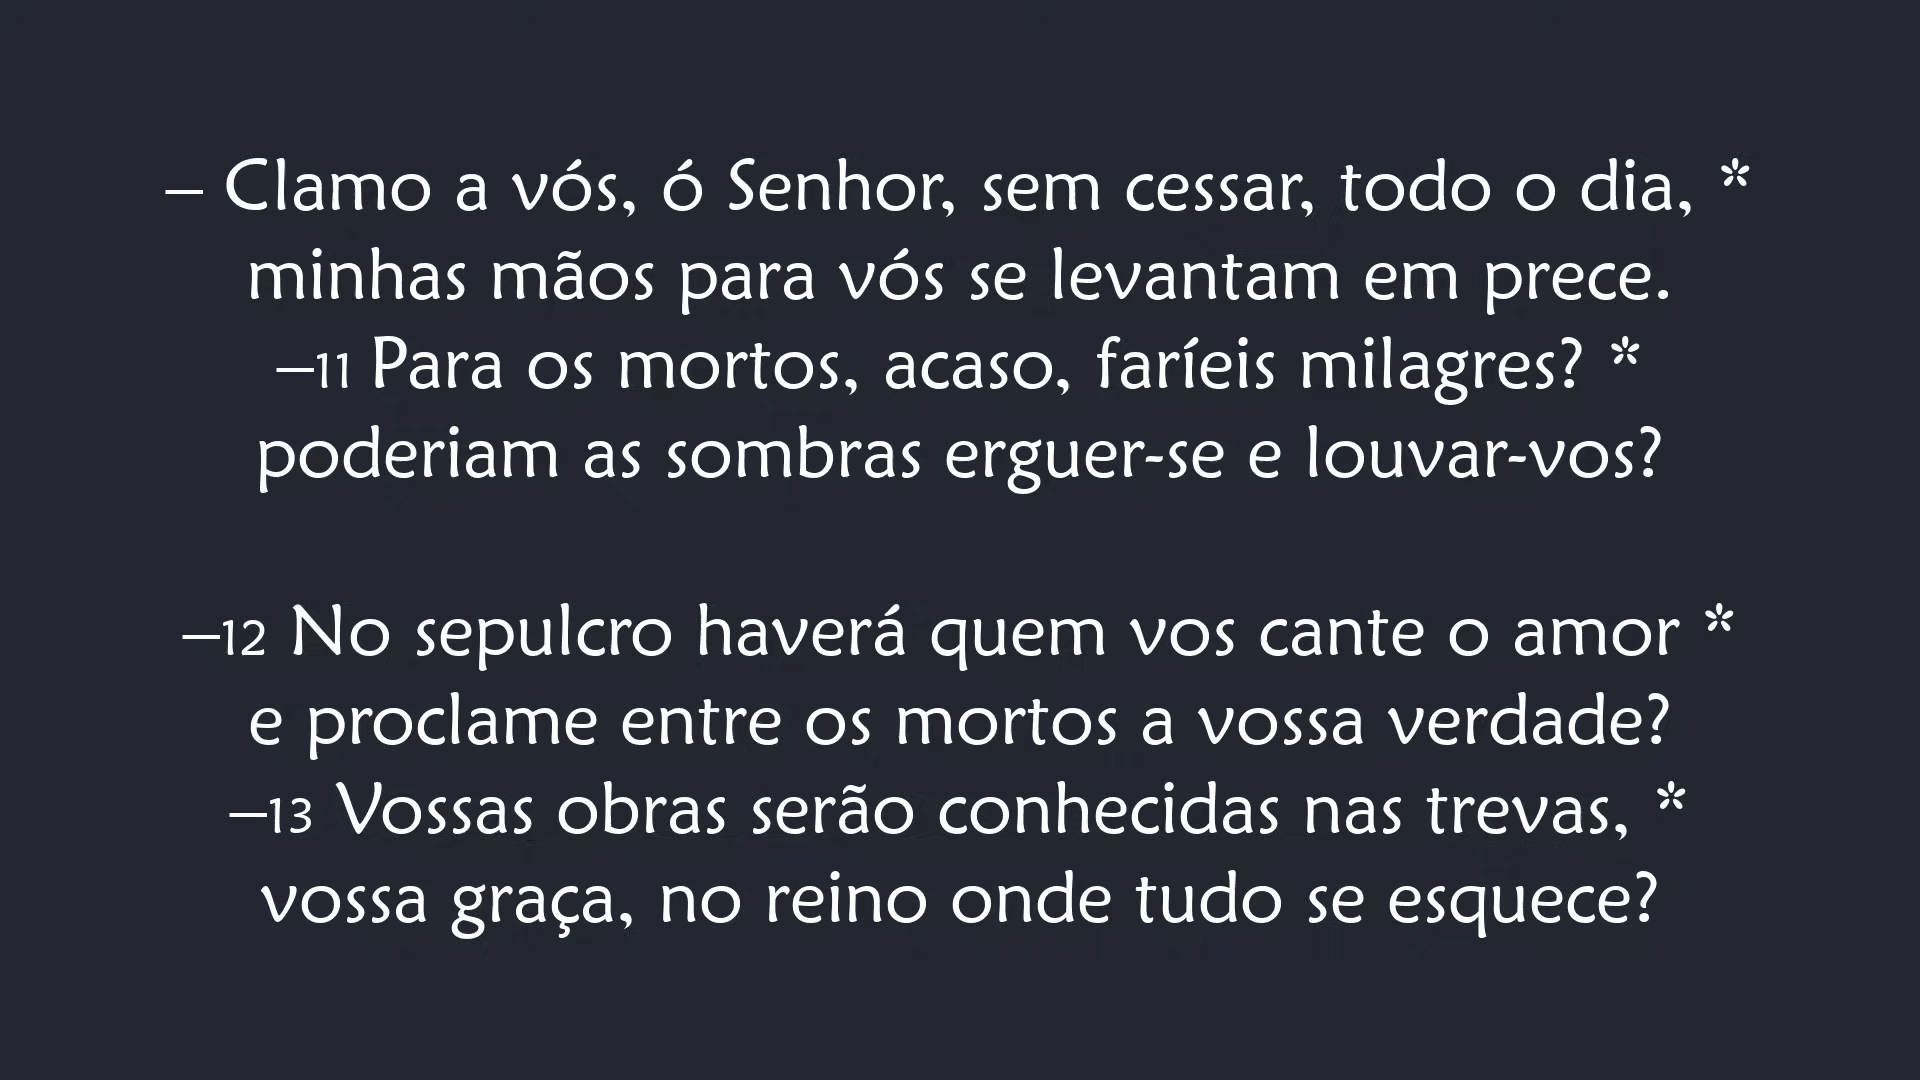 – Clamo a vós, ó Senhor, sem cessar, todo o dia, *
minhas mãos para vós se levantam em prece.
–11 Para os mortos, acaso, faríeis milagres? *
poderiam as sombras erguer-se e louvar-vos?
–12 No sepulcro haverá quem vos cante o amor *
e proclame entre os mortos a vossa verdade?
–13 Vossas obras serão conhecidas nas trevas, *
vossa graça, no reino onde tudo se esquece?